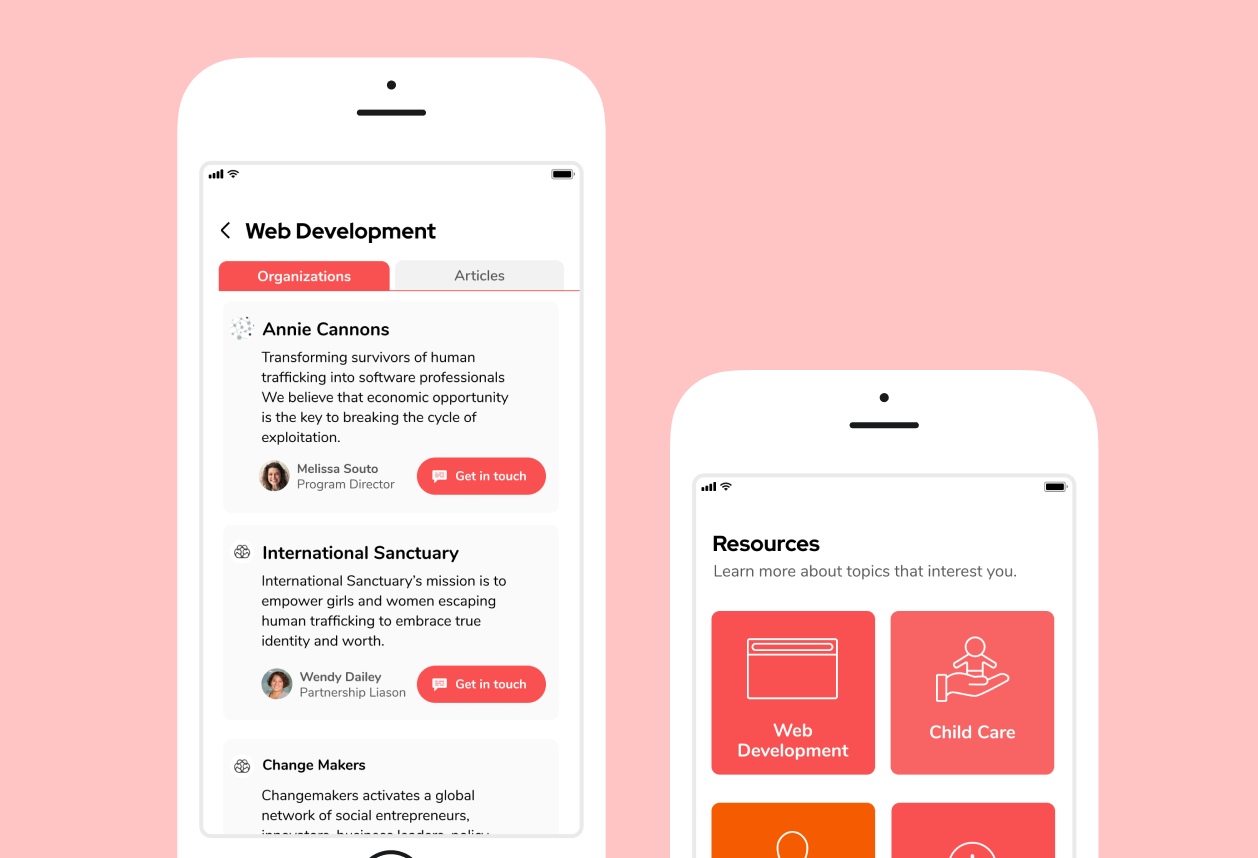 Web Development
Organizations
Articles
Annie Cannons
Transforming survivors of human
trafficking into software professionals
We believe that economic opportunity
is the key to breaking the cycle of
exploitation.
Melissa Souto
Program Director
Get in touch
International Sanctuary
International Sanctuary's mission is to
empower girls and women escaping
human trafficking to embrace true
identity and worth.
Wendy Dailey
Partnership Liason
Get in touch
Change Makers
Changemakers activates a global
network of social entrepreneurs,
innovators, business leaders, policy
Resources
Learn more about topics that interest you.
Web
Development
Child Care